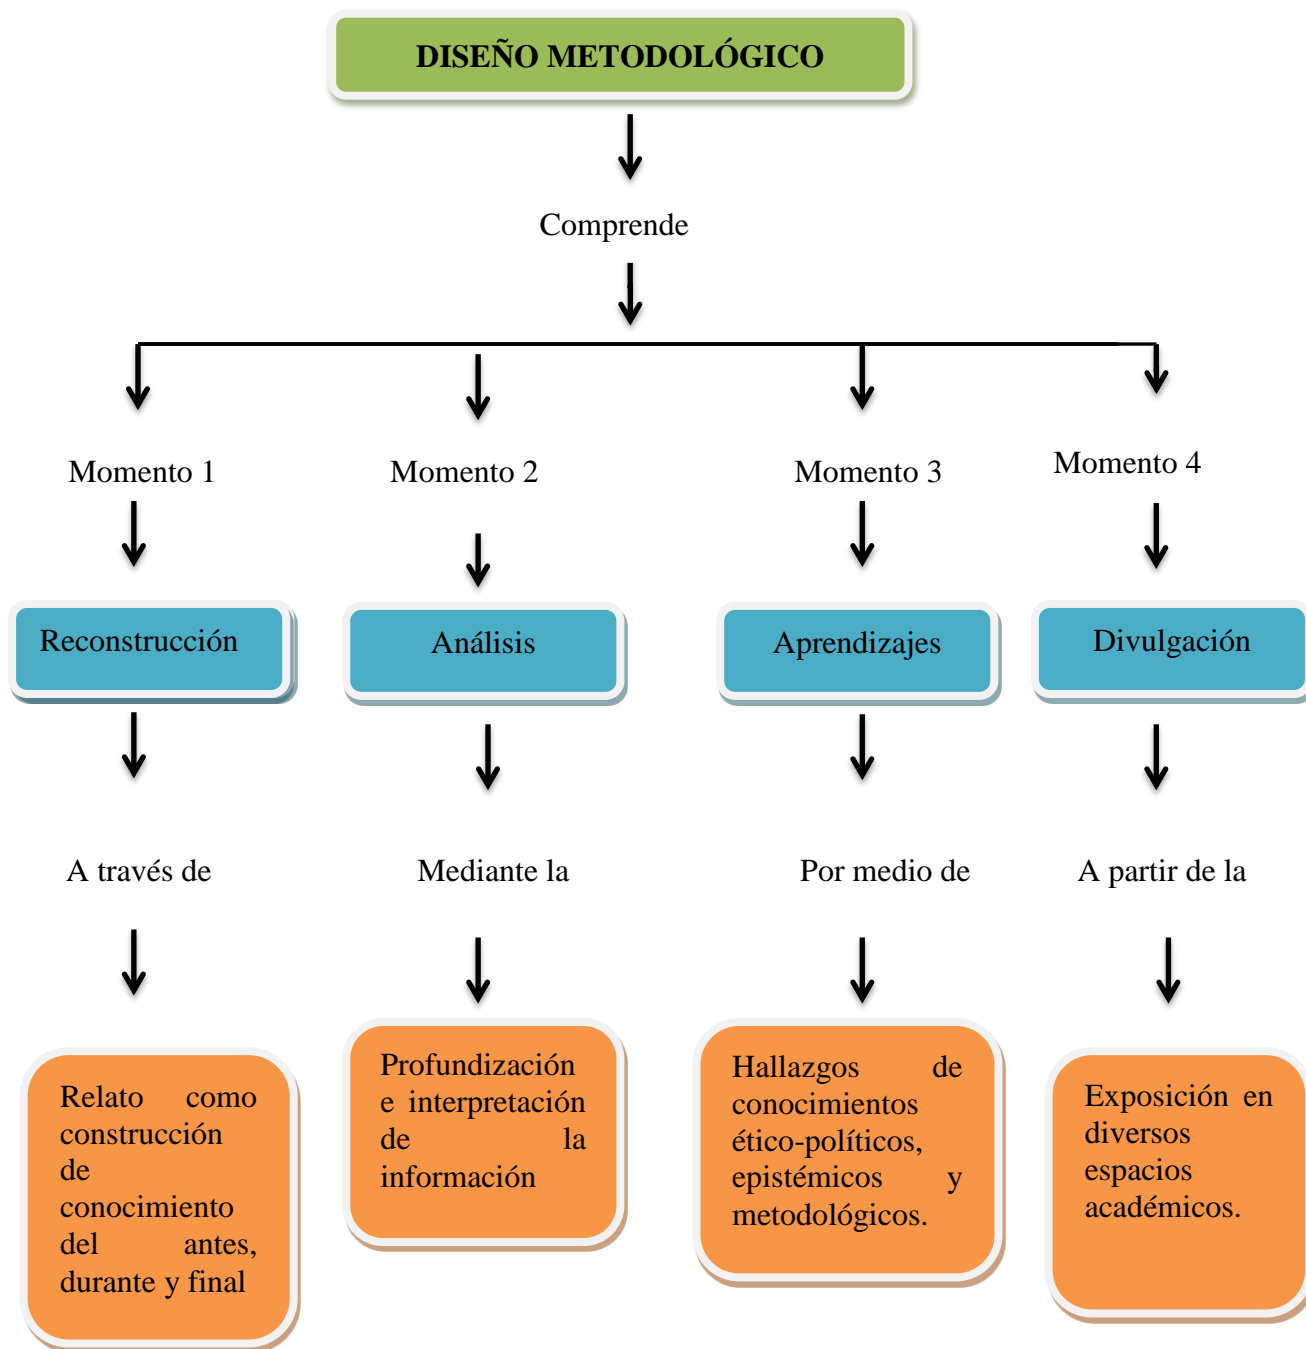 DISEÑO METODOLÓGICO
Comprende
Momento 1
Momento 2
Momento 3
Momento 4
Reconstrucción
Análisis
Aprendizajes
Divulgación
A través de
Mediante la
Por medio de
A partir de la
Relato como
construcción
de
conocimiento
del antes,
durante y final
Profundización
e interpretación
de la
información
Hallazgos de
conocimientos
ético-políticos,
epistémicos y
metodológicos.
Exposición en
diversos
espacios
académicos.